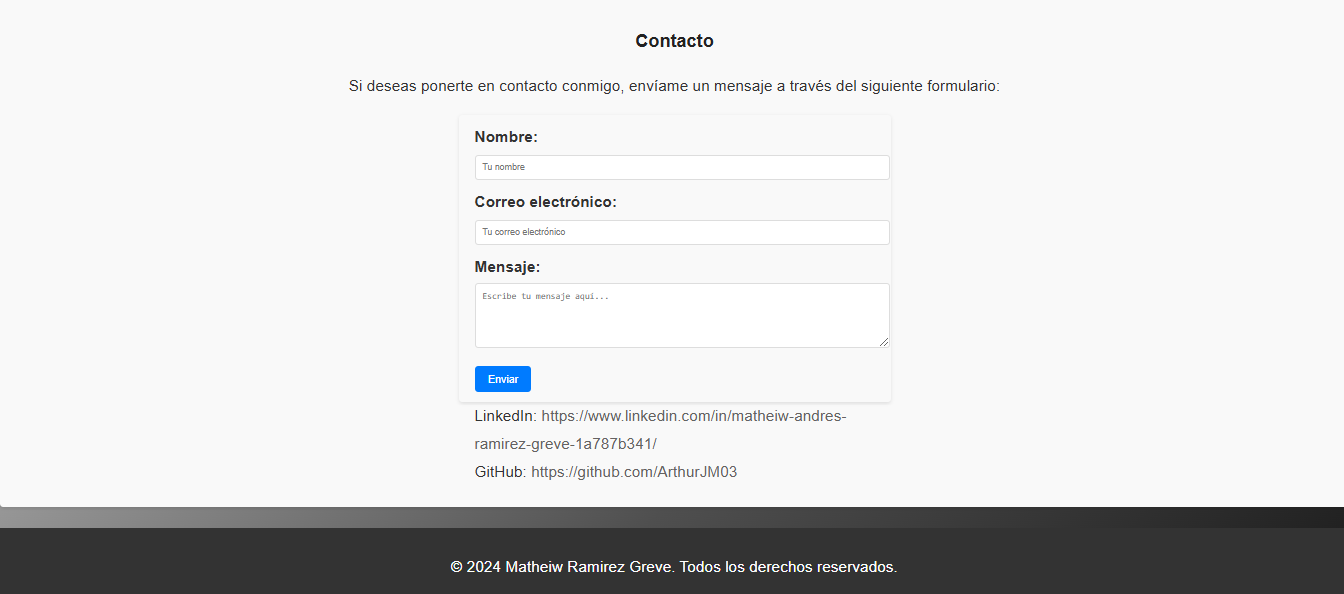 Contacto
Si deseas ponerte en contacto conmigo, envíame un mensaje a través del siguiente formulario:
Nombre:
Tu nombre
Correo electrónico:
Tu correo electrónico
Mensaje:
Escribe tu mensaje aquí...
Enviar
LinkedIn: https://www.linkedin.com/in/matheiw-andres-
ramirez-greve-1a787b341/
GitHub: https://github.com/ArthurJM03
© 2024 Matheiw Ramirez Greve. Todos los derechos reservados.